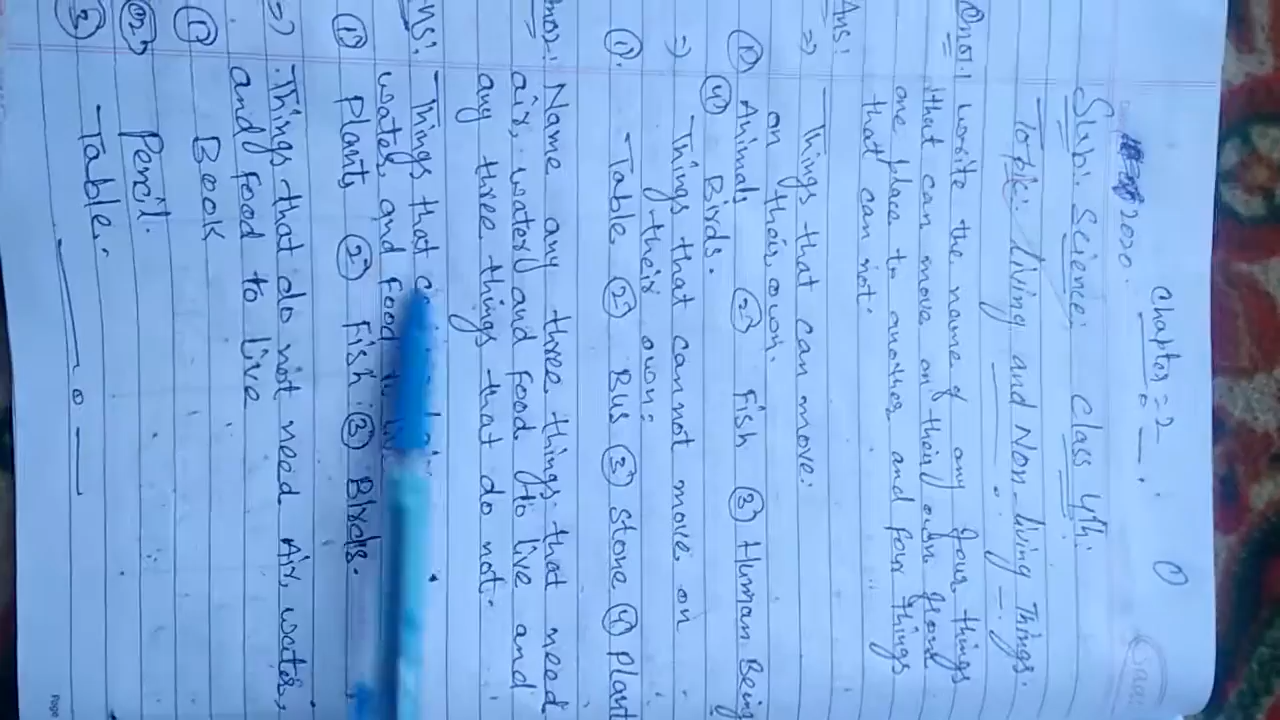 Chapter = 2
2020.
Sub: Science: Class 4th:
Topic: Living and Non-living Things.
Qno1.1 write the name of any four things
that can move on their own from
one place to another and four things
that can not.
Ans:
=> Things that can move:
on their own.
① Animals ② Fish ③ Human Being
④ Birds.
=> Things that cannot move on
their own:
①. Table ② Bus ③ Stone ④ Plant
Name any three things that need
air, water, and food to live and
any three things that do not.
Things that
water and food to live
① Plants ② Fish ③ Birds.
=> Things that do not need Air, water,
and food to live
① Book
② Pencil.
③ Table.
Page